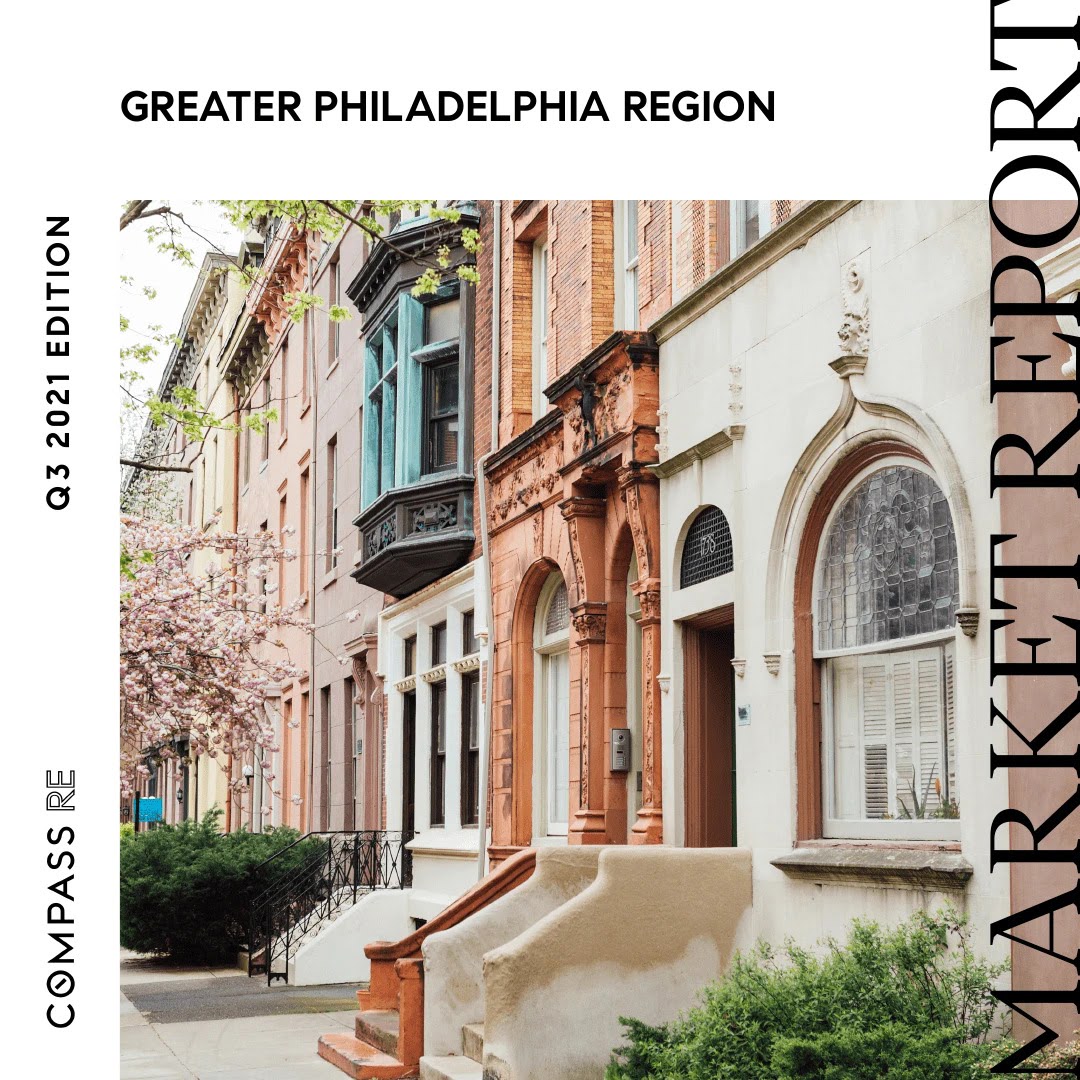 GREATER PHILADELPHIA REGION
Q3 2021 EDITION
COMPASS RE
MARKET REPORT